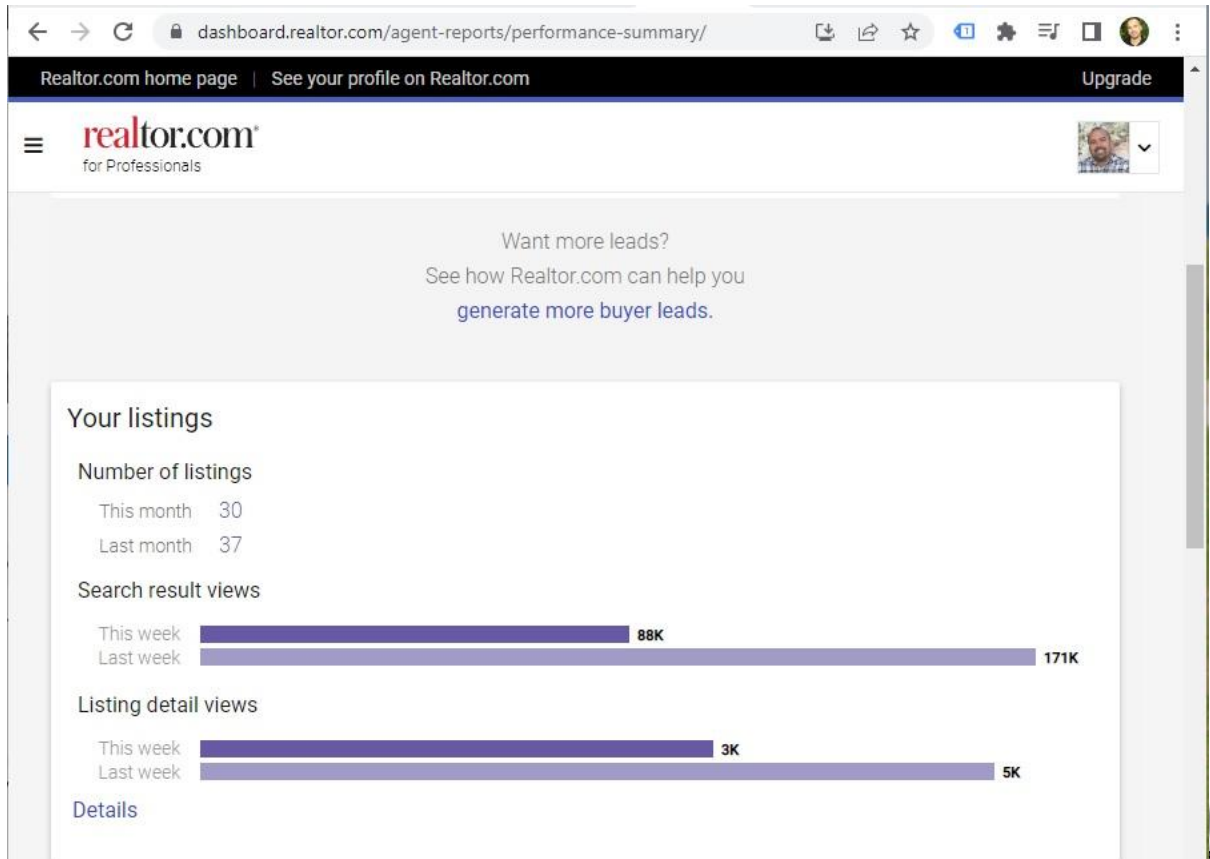 dashboard.realtor.com/agent-reports/performance-summary/
Realtor.com home page | See your profile on Realtor.com Upgrade
realtor.com®
for Professionals
Want more leads?
See how Realtor.com can help you
generate more buyer leads.
Your listings
Number of listings
This month 30
Last month 37
Search result views
This week 88K
Last week 171K
Listing detail views
This week 3K
Last week 5K
Details